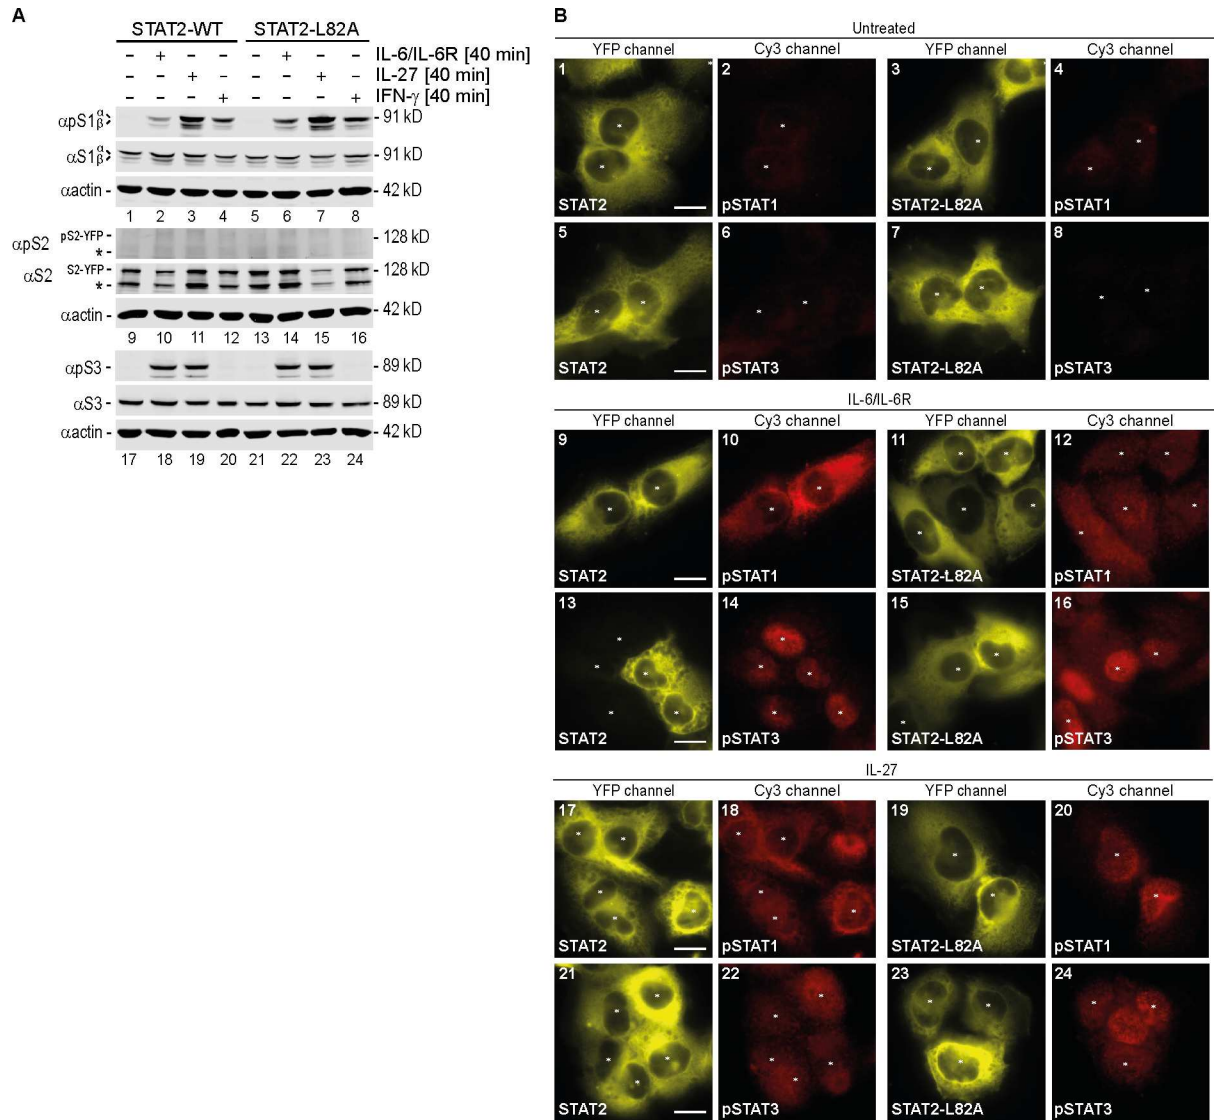 A
STAT2-WT STAT2-L82A
– + – – – + – – IL-6/IL-6R [40 min]
– – + – – – + – IL-27 [40 min]
– – – + – – – + IFN-γ [40 min]
αpS1 α β - 91 kD
αS1 α β - 91 kD
αactin - - 42 kD
1 2 3 4 5 6 7 8
αpS2 pS2-YFP - - 128 kD
* -
αS2 S2-YFP - - 128 kD
* -
αactin - - 42 kD
9 10 11 12 13 14 15 16
αpS3 - - 89 kD
αS3 - - 89 kD
αactin - - 42 kD
17 18 19 20 21 22 23 24
B
Untreated
YFP channel Cy3 channel YFP channel Cy3 channel
1 2 3 4
STAT2 pSTAT1 STAT2-L82A pSTAT1
5 6 7 8
STAT2 pSTAT3 STAT2-L82A pSTAT3
IL-6/IL-6R
YFP channel Cy3 channel YFP channel Cy3 channel
9 10 11 12
STAT2 pSTAT1 STAT2-L82A pSTAT1
13 14 15 16
STAT2 pSTAT3 STAT2-L82A pSTAT3
IL-27
YFP channel Cy3 channel YFP channel Cy3 channel
17 18 19 20
STAT2 pSTAT1 STAT2-L82A pSTAT1
21 22 23 24
STAT2 pSTAT3 STAT2-L82A pSTAT3